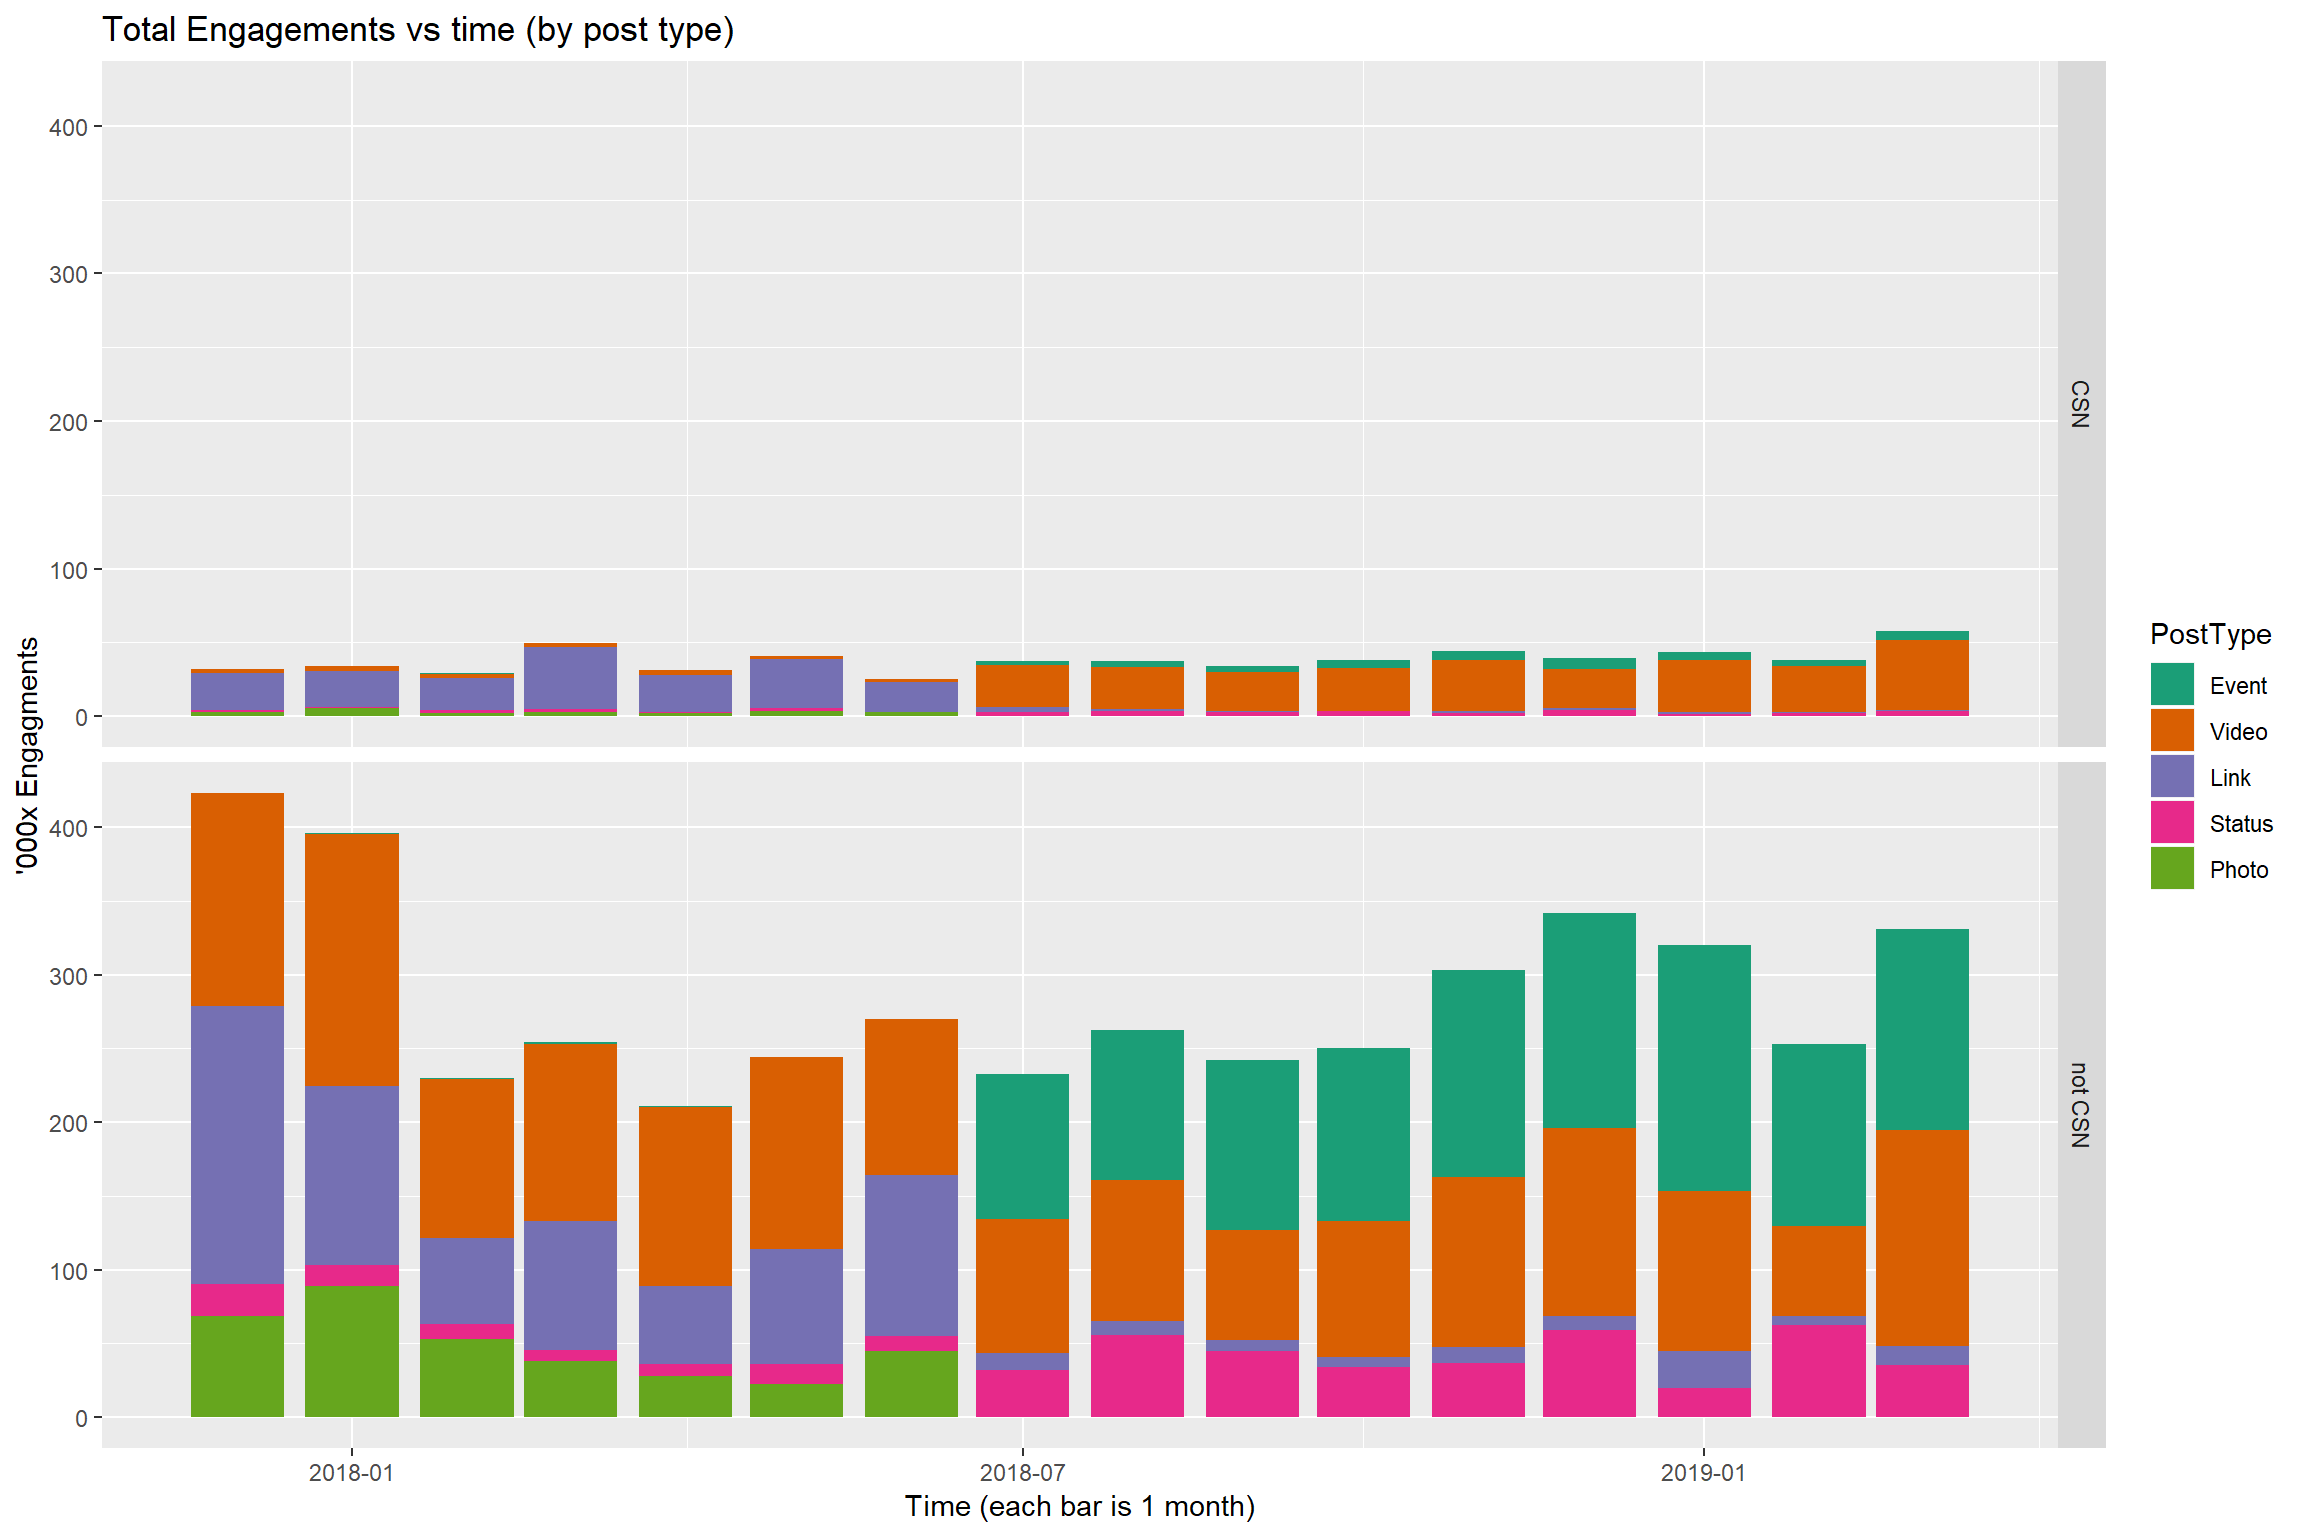 Total Engagements vs time (by post type)
400
300
200
100
0
CSN
400
300
200
100
0
not CSN
'000x Engagments
2018-01
2018-07
2019-01
Time (each bar is 1 month)
PostType
Event
Video
Link
Status
Photo